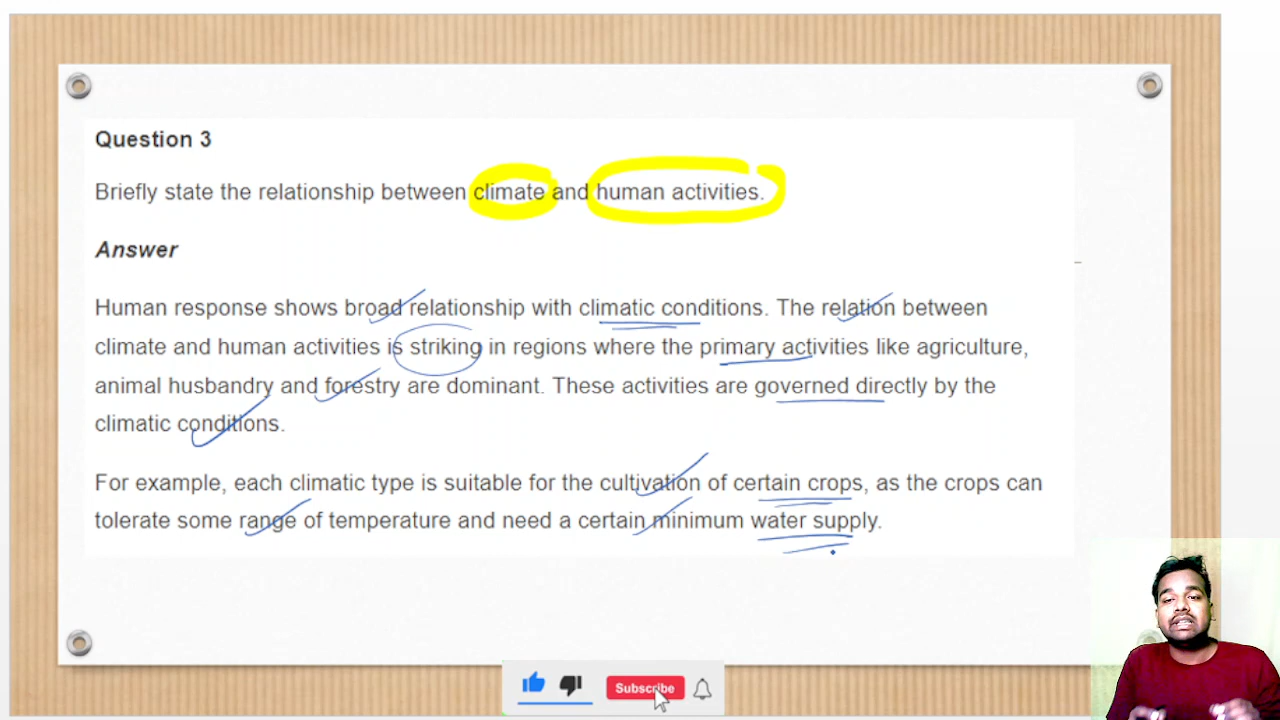 Question 3
Briefly state the relationship between climate and human activities.
Answer
Human response shows broad relationship with climatic conditions. The relation between
climate and human activities is striking in regions where the primary activities like agriculture,
animal husbandry and forestry are dominant. These activities are governed directly by the
climatic conditions.
For example, each climatic type is suitable for the cultivation of certain crops, as the crops can
tolerate some range of temperature and need a certain minimum water supply.
Subscribe